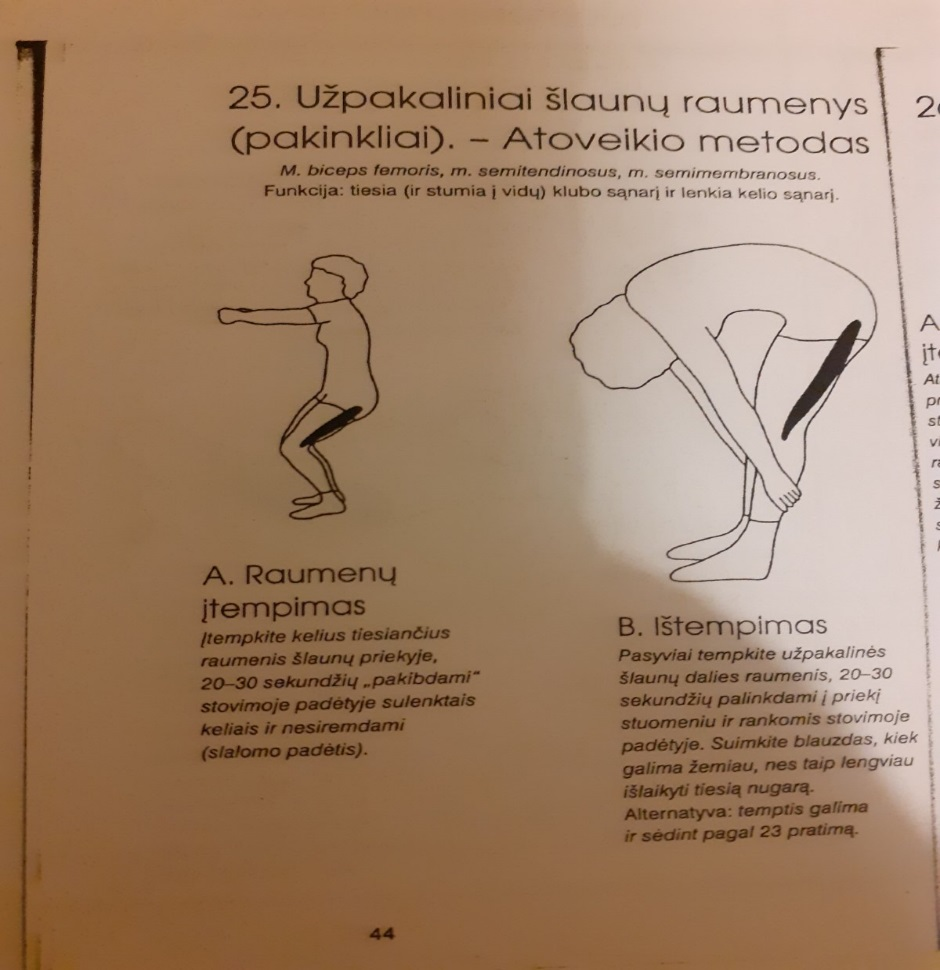 25. Užpakaliniai šlaunų raumenys
(pakinkliai). – Atoveikio metodas
M. biceps femoris, m. semitendinosus, m. semimembranosus.
Funkcija: tiesia (ir stumia į vidų) klubo sąnarį ir lenkia kelio sąnarį.
A. Raumenų
įtempimas
Įtempkite kelius tiesiančius
raumenis šlaunų priekyje,
20–30 sekundžių „pakibdami“
stovimoje padėtyje sulenktais
keliais ir nesiremdami
(slalomo padėtis).
B. Ištempimas
Pasyviai tempkite užpakalinės
šlaunų dalies raumenis, 20–30
sekundžių palinkdami į priekį
stuomeniu ir rankomis stovimoje
padėtyje. Suimkite blauzdas, kiek
galima žemiau, nes taip lengviau
išlaikyti tiesią nugarą.
Alternatyva: temptis galima
ir sėdint pagal 23 pratimą.
44
A